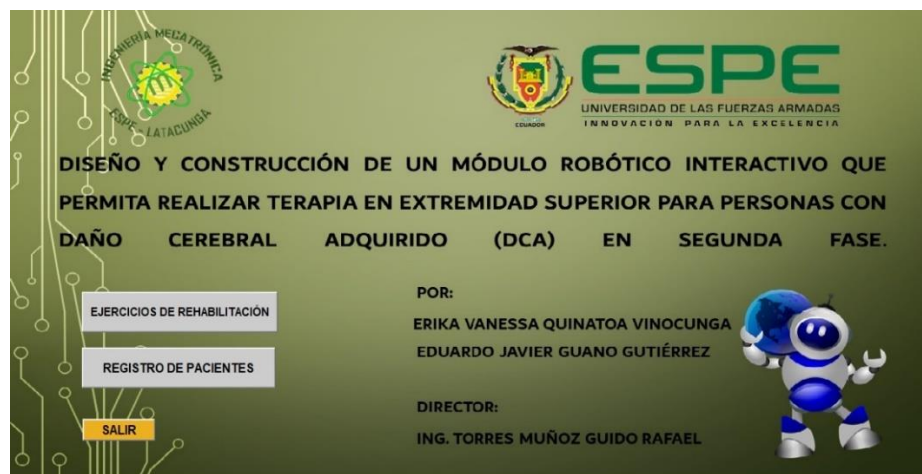 INGENIERÍA MECATRÓNICA
ESPE - LATACUNGA
ECUADOR
ESPE
UNIVERSIDAD DE LAS FUERZAS ARMADAS
INNOVACIÓN PARA LA EXCELENCIA
DISEÑO Y CONSTRUCCIÓN DE UN MÓDULO ROBÓTICO INTERACTIVO QUE
PERMITA REALIZAR TERAPIA EN EXTREMIDAD SUPERIOR PARA PERSONAS CON
DAÑO CEREBRAL ADQUIRIDO (DCA) EN SEGUNDA FASE.
EJERCICIOS DE REHABILITACIÓN
REGISTRO DE PACIENTES
SALIR
POR:
ERIKA VANESSA QUINATOA VINOCUNGA
EDUARDO JAVIER GUANO GUTIÉRREZ
DIRECTOR:
ING. TORRES MUÑOZ GUIDO RAFAEL